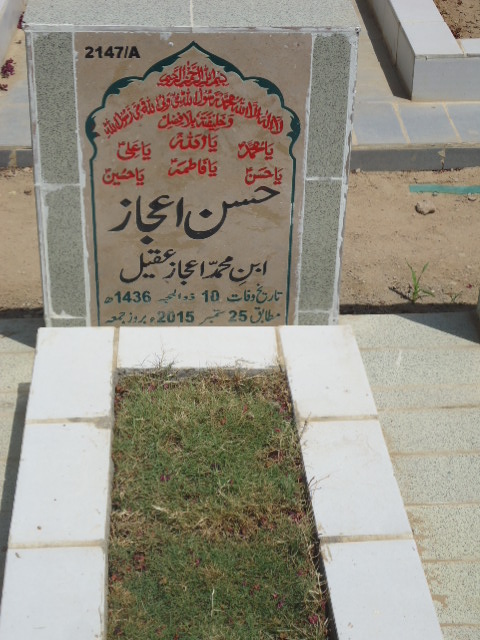 2147/A
بسم اللہ الرحمن الرحیم
لا الہ الا اللہ محمد رسول اللہ علی ولی اللہ وصی رسول اللہ
وخلیفتہ بلا فصل
یا اللہ
یا محمدؐ یا علیؑ
یا فاطمہؑ
یا حسنؑ یا حسینؑ
حسن اعجاز
ابنِ محمدؐ اعجاز عقیل
تاریخ وفات 10 ذوالحجہ 1436ھ
مطابق 25 ستمبر 2015ء بروز جمعہ